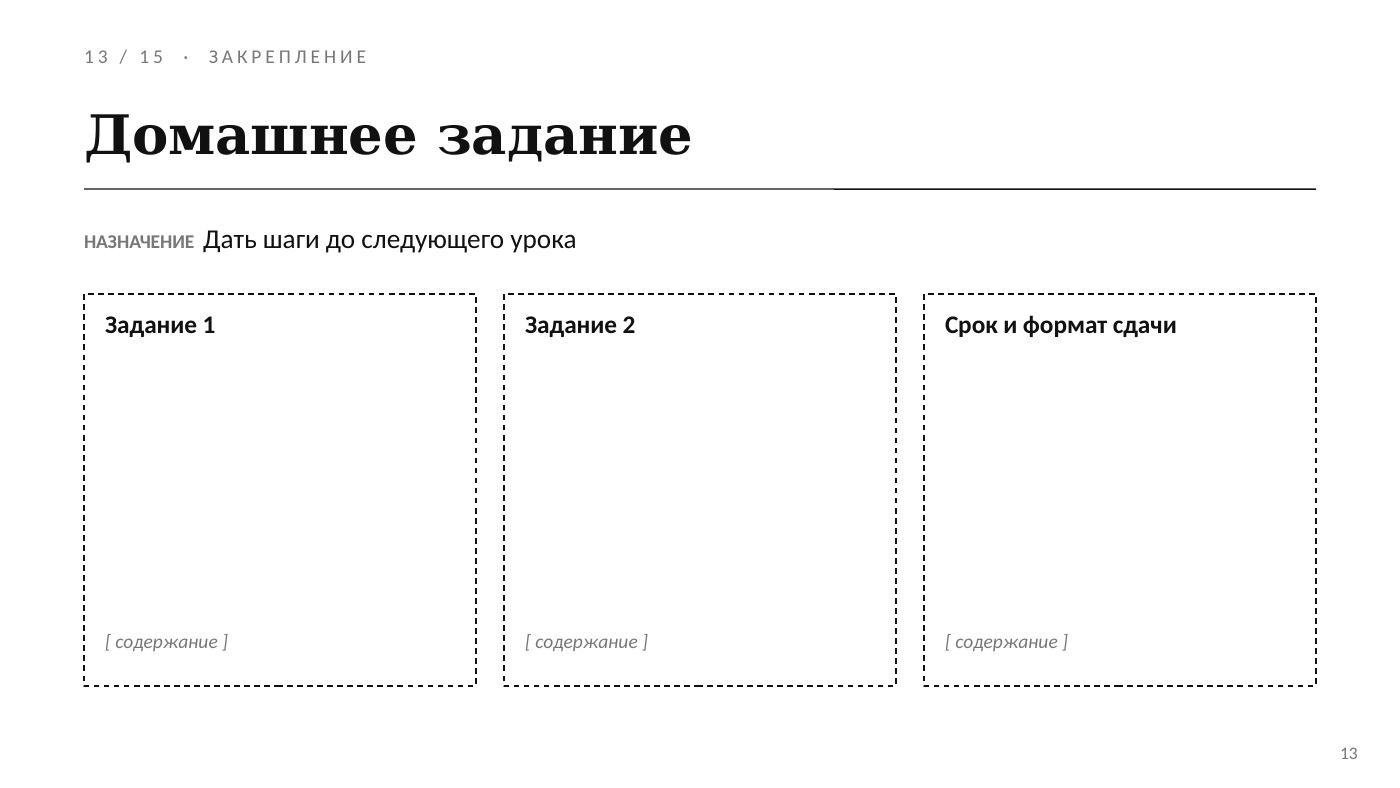 13 / 15 · ЗАКРЕПЛЕНИЕ
Домашнее задание
НАЗНАЧЕНИЕ Дать шаги до следующего урока
Задание 1
[ содержание ]
Задание 2
[ содержание ]
Срок и формат сдачи
[ содержание ]
13